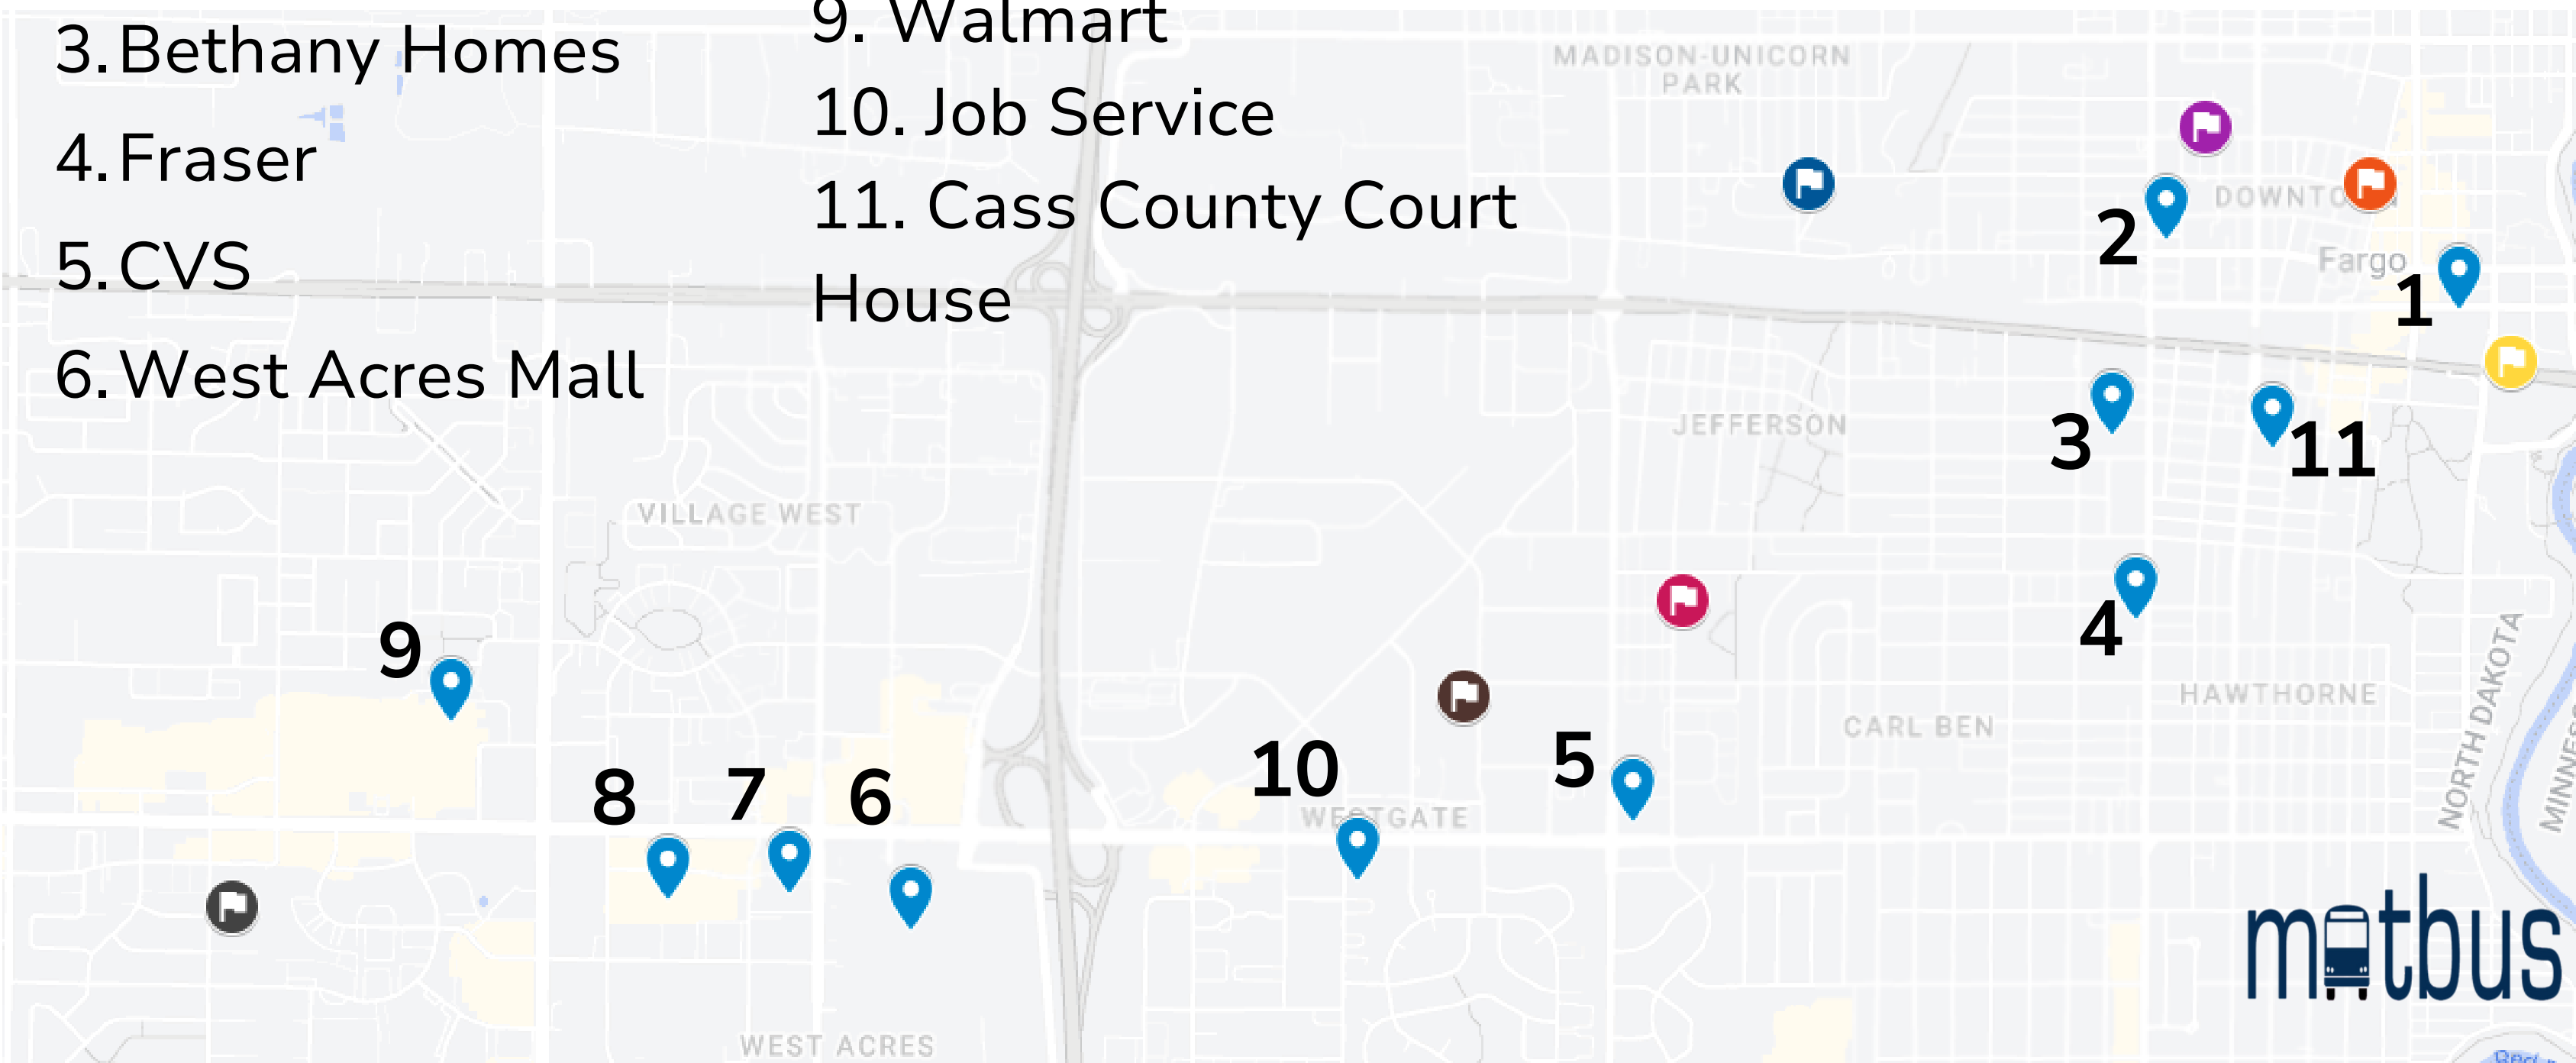 3. Bethany Homes
4. Fraser
5. CVS
6. West Acres Mall
9. Walmart
10. Job Service
11. Cass County Court
House
MADISON-UNICORN
PARK
2
Fargo
1
JEFFERSON
3
11
VILLAGE WEST
4
9
HAWTHORNE
CARL BEN
NORTH DAKOTA
8
7
6
10
5
WESTGATE
matbus
WEST ACRES